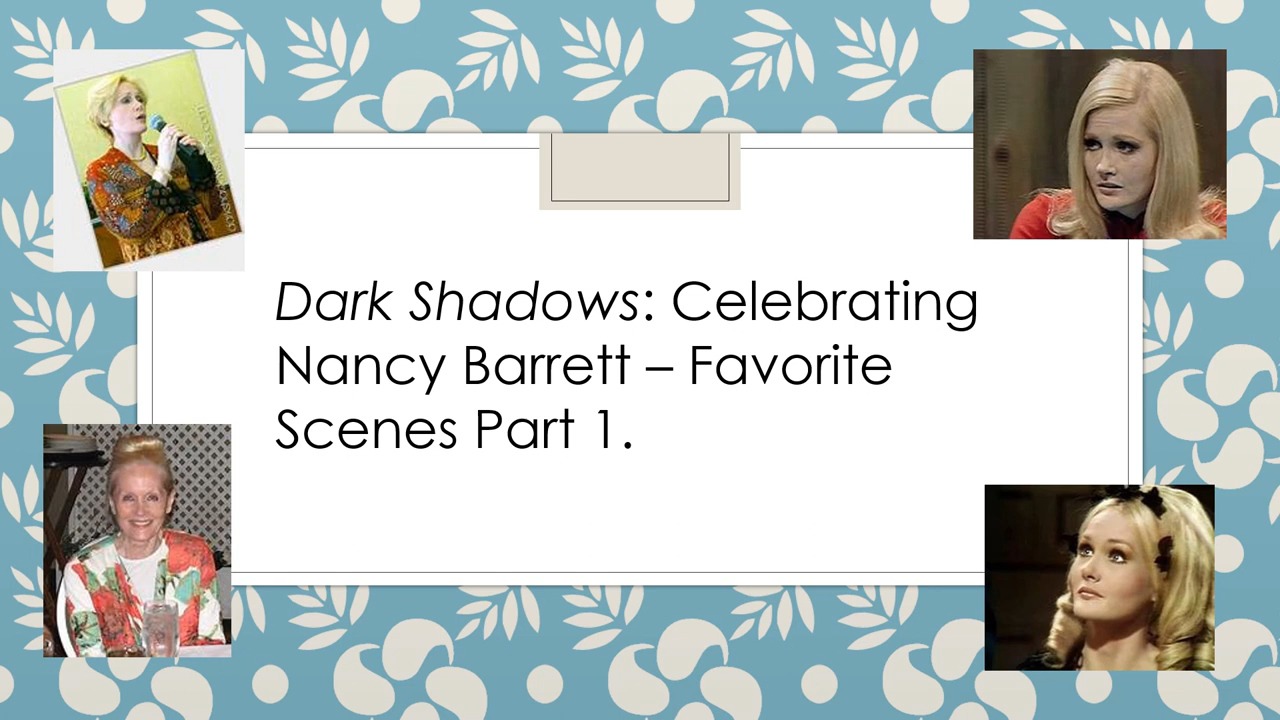 Dark Shadows: Celebrating
Nancy Barrett – Favorite
Scenes Part 1.